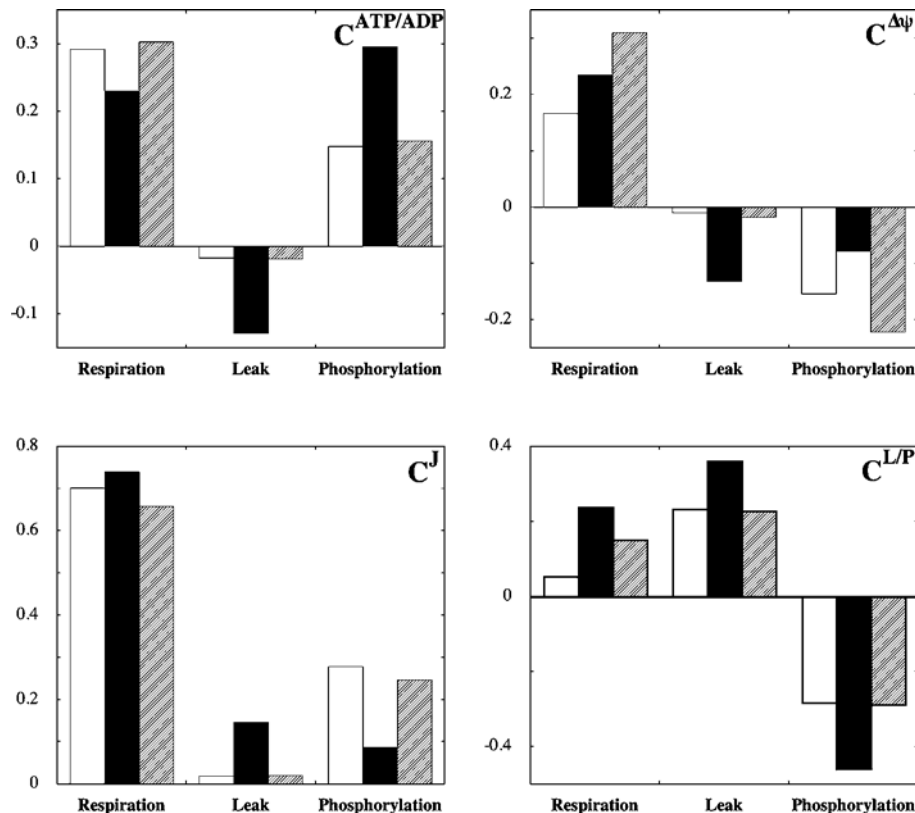 C^ATP/ADP
0.3
0.2
0.1
0
-0.1
Respiration Leak Phosphorylation
C^Δψ
0.2
0
-0.2
Respiration Leak Phosphorylation
C^J
0.8
0.6
0.4
0.2
0
Respiration Leak Phosphorylation
C^L/P
0.4
0
-0.4
Respiration Leak Phosphorylation